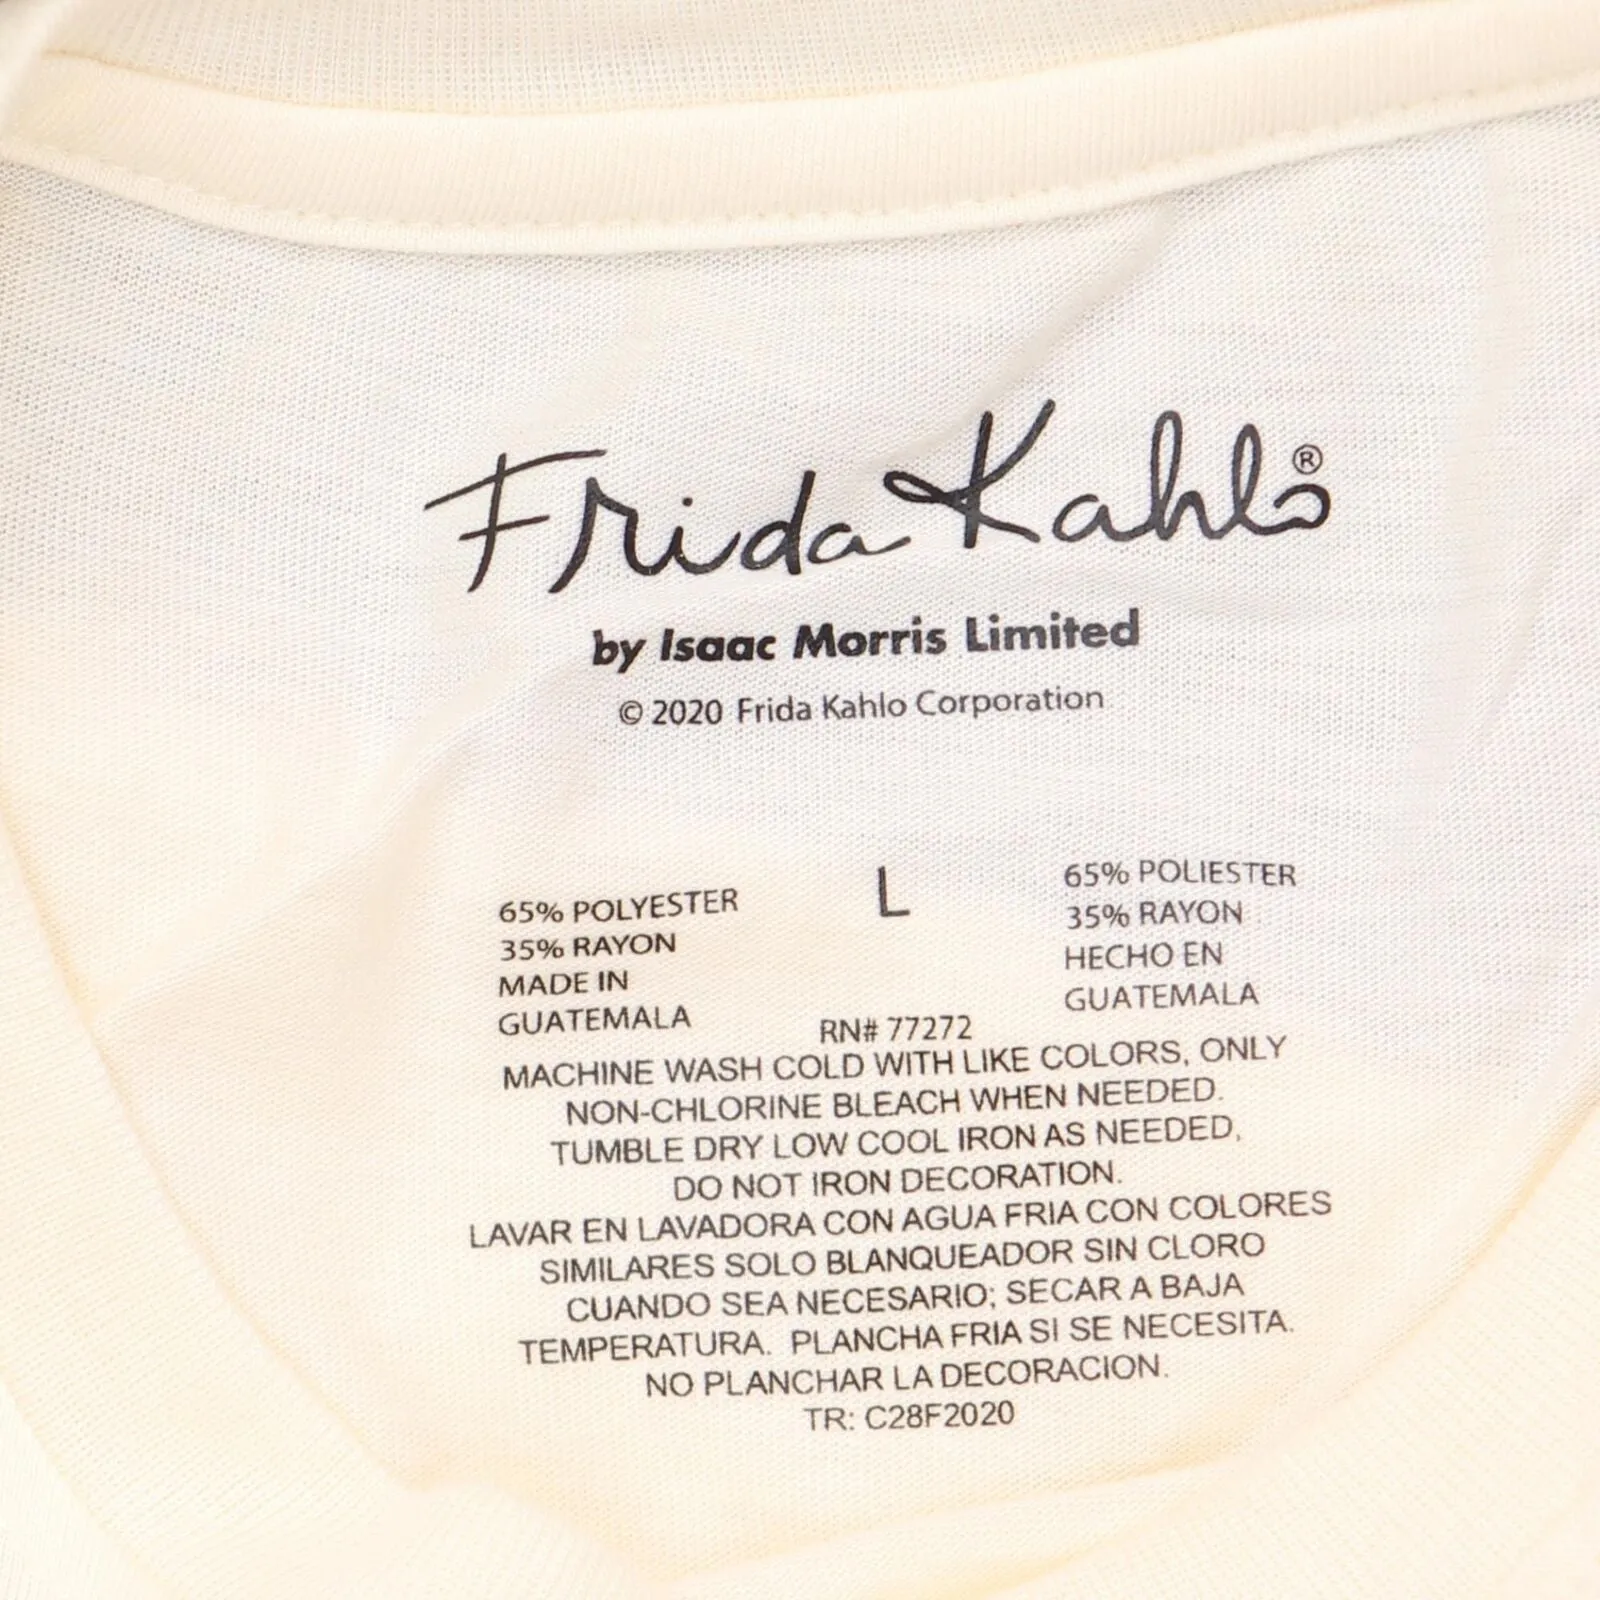 Frida Kahlo®
by Isaac Morris Limited
© 2020 Frida Kahlo Corporation
65% POLYESTER
35% RAYON
MADE IN
GUATEMALA
L
65% POLIESTER
35% RAYON
HECHO EN
GUATEMALA
RN# 77272
MACHINE WASH COLD WITH LIKE COLORS, ONLY
NON-CHLORINE BLEACH WHEN NEEDED.
TUMBLE DRY LOW COOL IRON AS NEEDED,
DO NOT IRON DECORATION.
LAVAR EN LAVADORA CON AGUA FRIA CON COLORES
SIMILARES SOLO BLANQUEADOR SIN CLORO
CUANDO SEA NECESARIO; SECAR A BAJA
TEMPERATURA. PLANCHA FRIA SI SE NECESITA.
NO PLANCHAR LA DECORACION.
TR: C28F2020